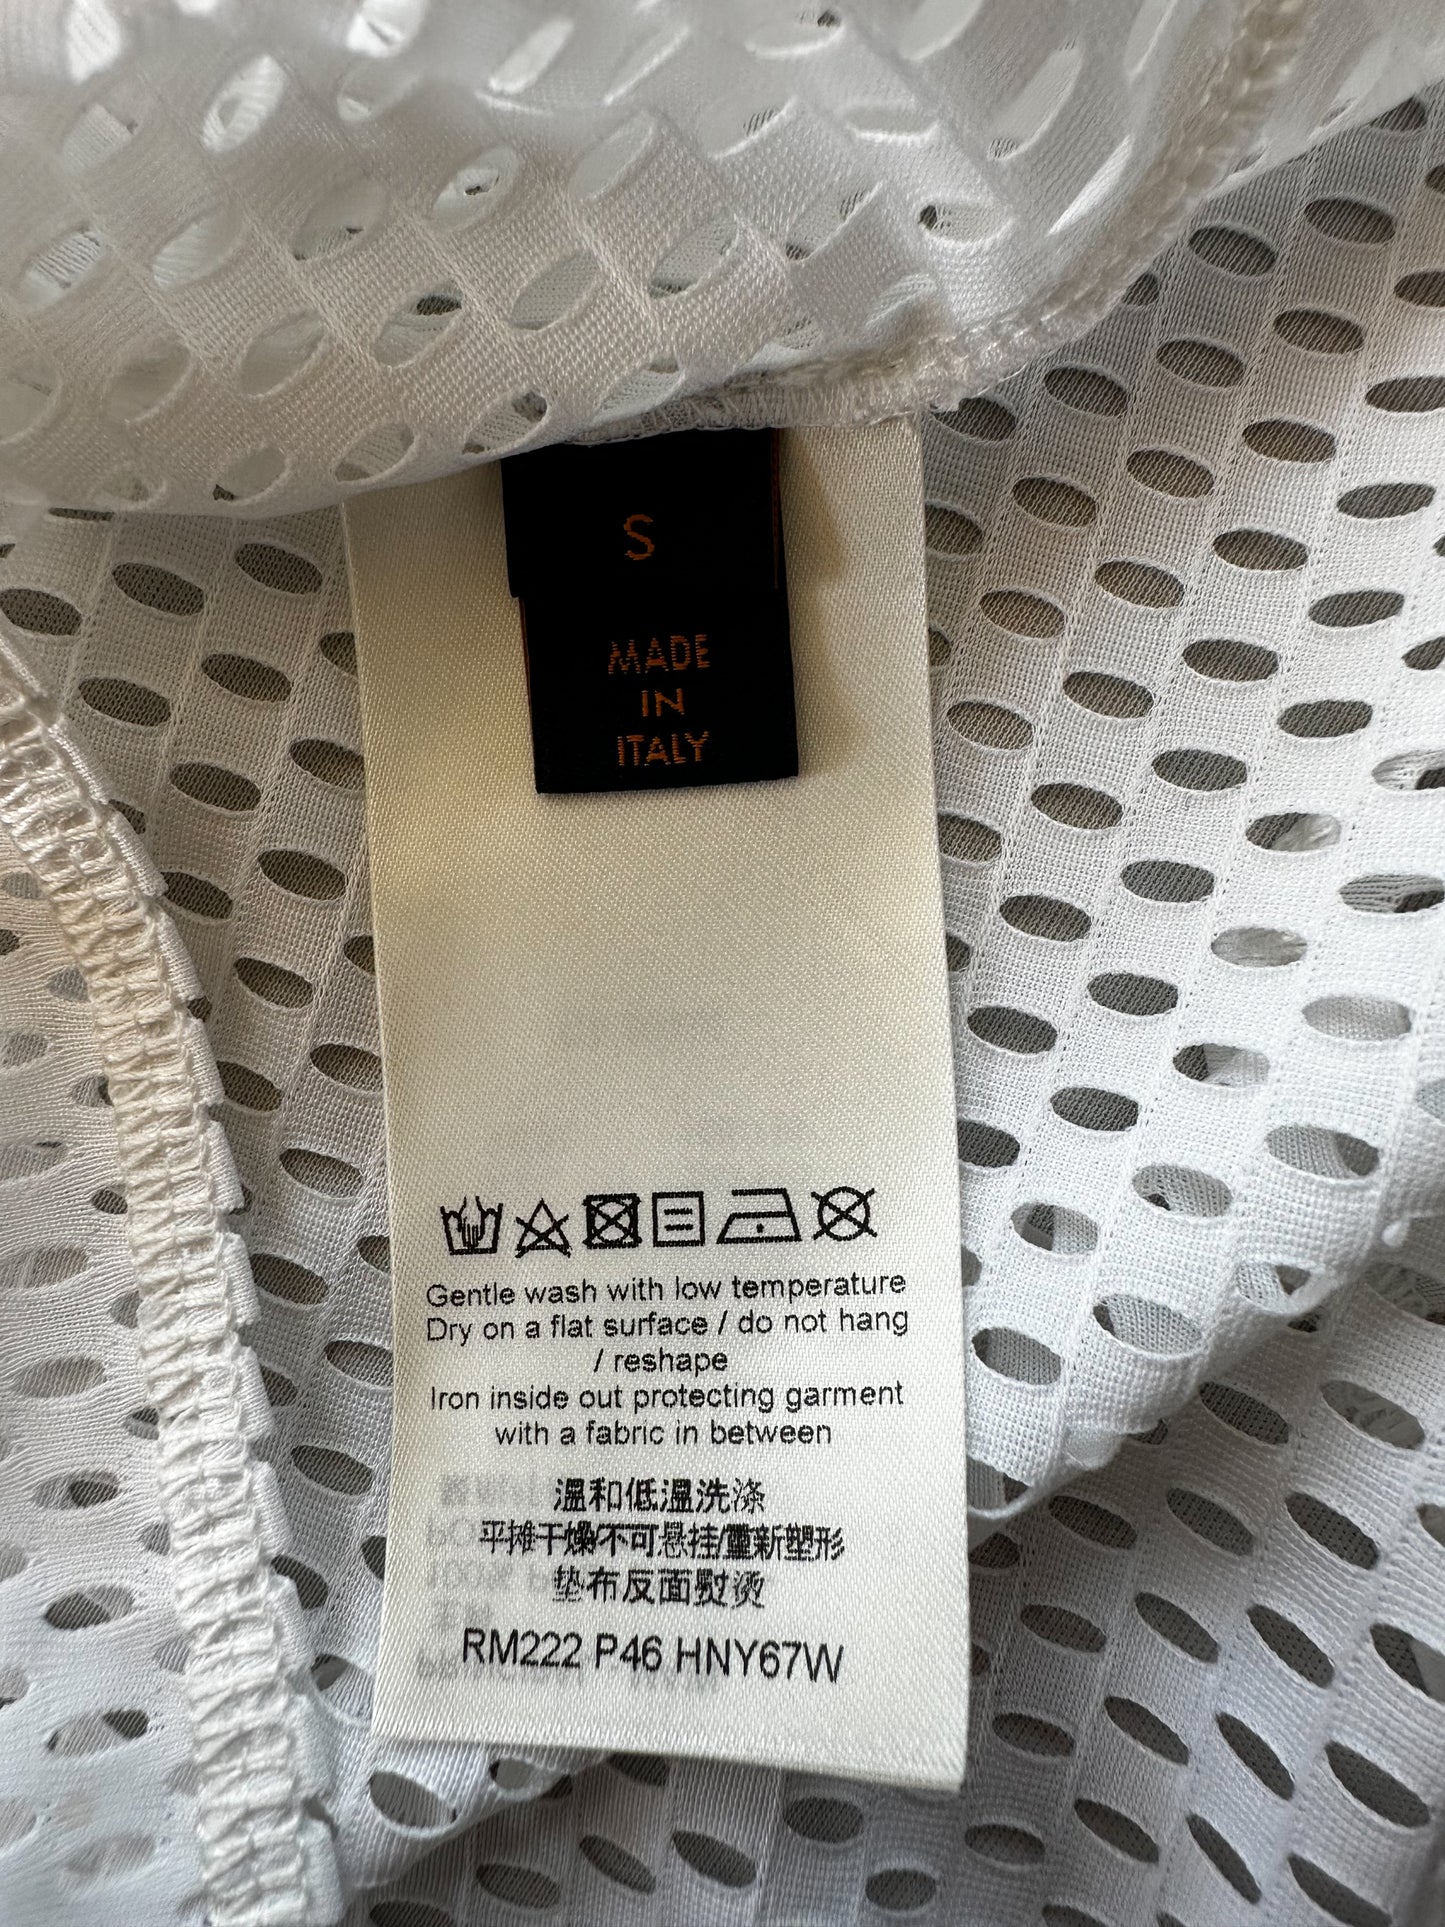 S
MADE
IN
ITALY
Gentle wash with low temperature
Dry on a flat surface / do not hang
/ reshape
Iron inside out protecting garment
with a fabric in between
温和低温洗涤
平摊干燥/不可悬挂/重新塑形
垫布反面熨烫
RM222 P46 HNY67W